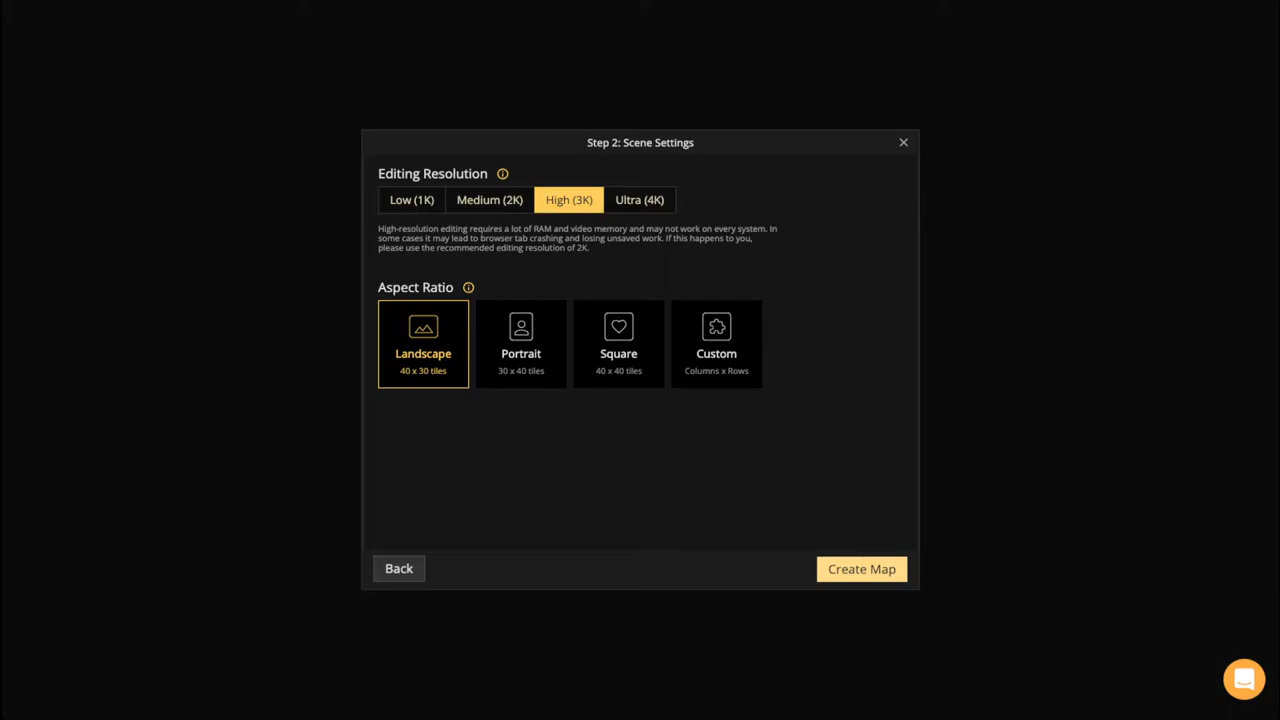 Step 2: Scene Settings
Editing Resolution
Low (1K) Medium (2K) High (3K) Ultra (4K)
High-resolution editing requires a lot of RAM and video memory and may not work on every system. In
some cases it may lead to browser tab crashing and losing unsaved work. If this happens to you,
please use the recommended editing resolution of 2K.
Aspect Ratio
Landscape Portrait Square Custom
40 x 30 tiles 30 x 40 tiles 40 x 40 tiles Columns x Rows
Back Create Map